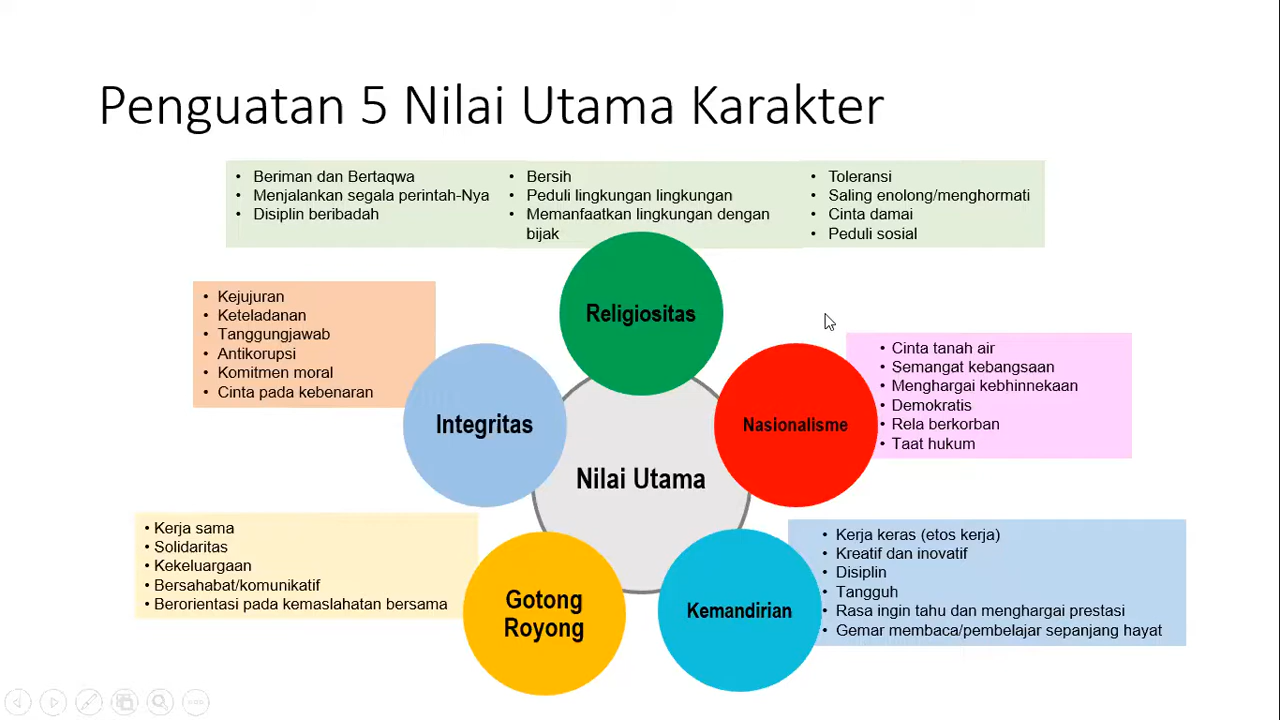 Penguatan 5 Nilai Utama Karakter
• Beriman dan Bertaqwa
• Menjalankan segala perintah-Nya
• Disiplin beribadah
• Bersih
• Peduli lingkungan lingkungan
• Memanfaatkan lingkungan dengan
bijak
• Toleransi
• Saling enolong/menghormati
• Cinta damai
• Peduli sosial
Religiositas
• Kejujuran
• Keteladanan
• Tanggungjawab
• Antikorupsi
• Komitmen moral
• Cinta pada kebenaran
Integritas
Nasionalisme
• Cinta tanah air
• Semangat kebangsaan
• Menghargai kebhinnekaan
• Demokratis
• Rela berkorban
• Taat hukum
Nilai Utama
• Kerja sama
• Solidaritas
• Kekeluargaan
• Bersahabat/komunikatif
• Berorientasi pada kemaslahatan bersama
Gotong
Royong
Kemandirian
• Kerja keras (etos kerja)
• Kreatif dan inovatif
• Disiplin
• Tangguh
• Rasa ingin tahu dan menghargai prestasi
• Gemar membaca/pembelajar sepanjang hayat